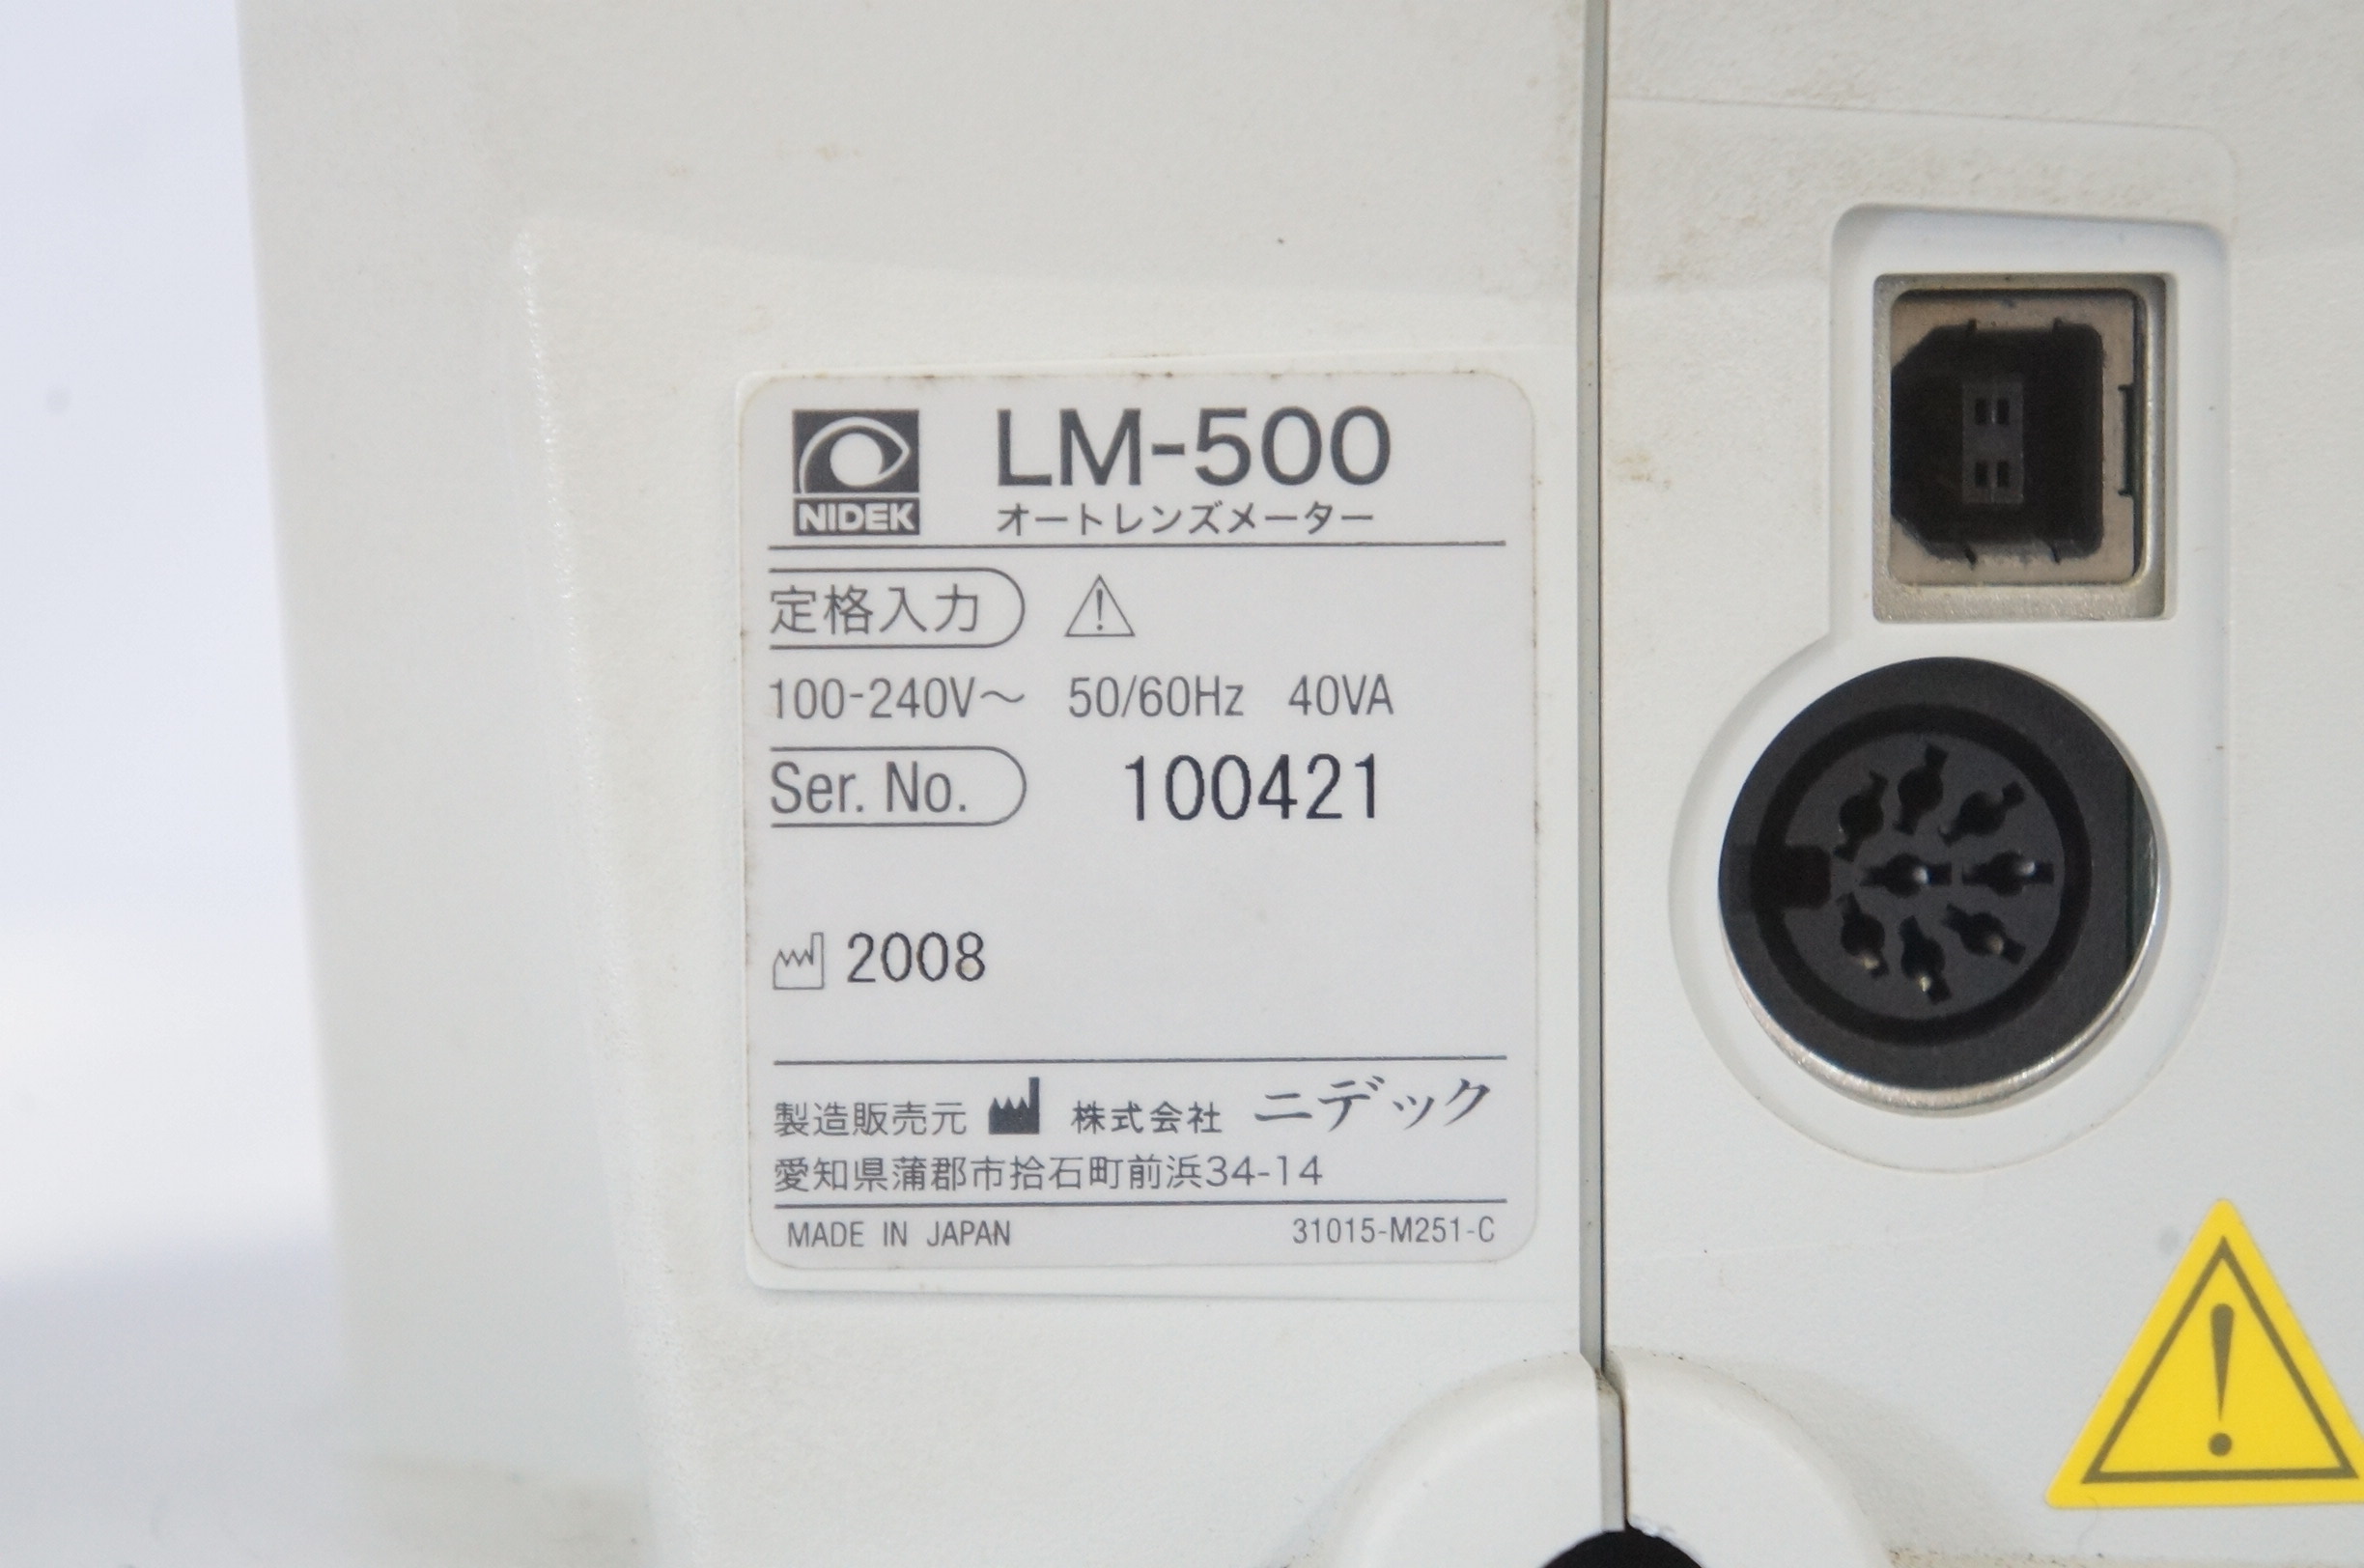 NIDEK
LM-500
オートレンズメーター
定格入力
100-240V～ 50/60Hz 40VA
Ser. No. 100421
2008
製造販売元 株式会社 ニデック
愛知県蒲郡市拾石町前浜34-14
MADE IN JAPAN 31015-M251-C